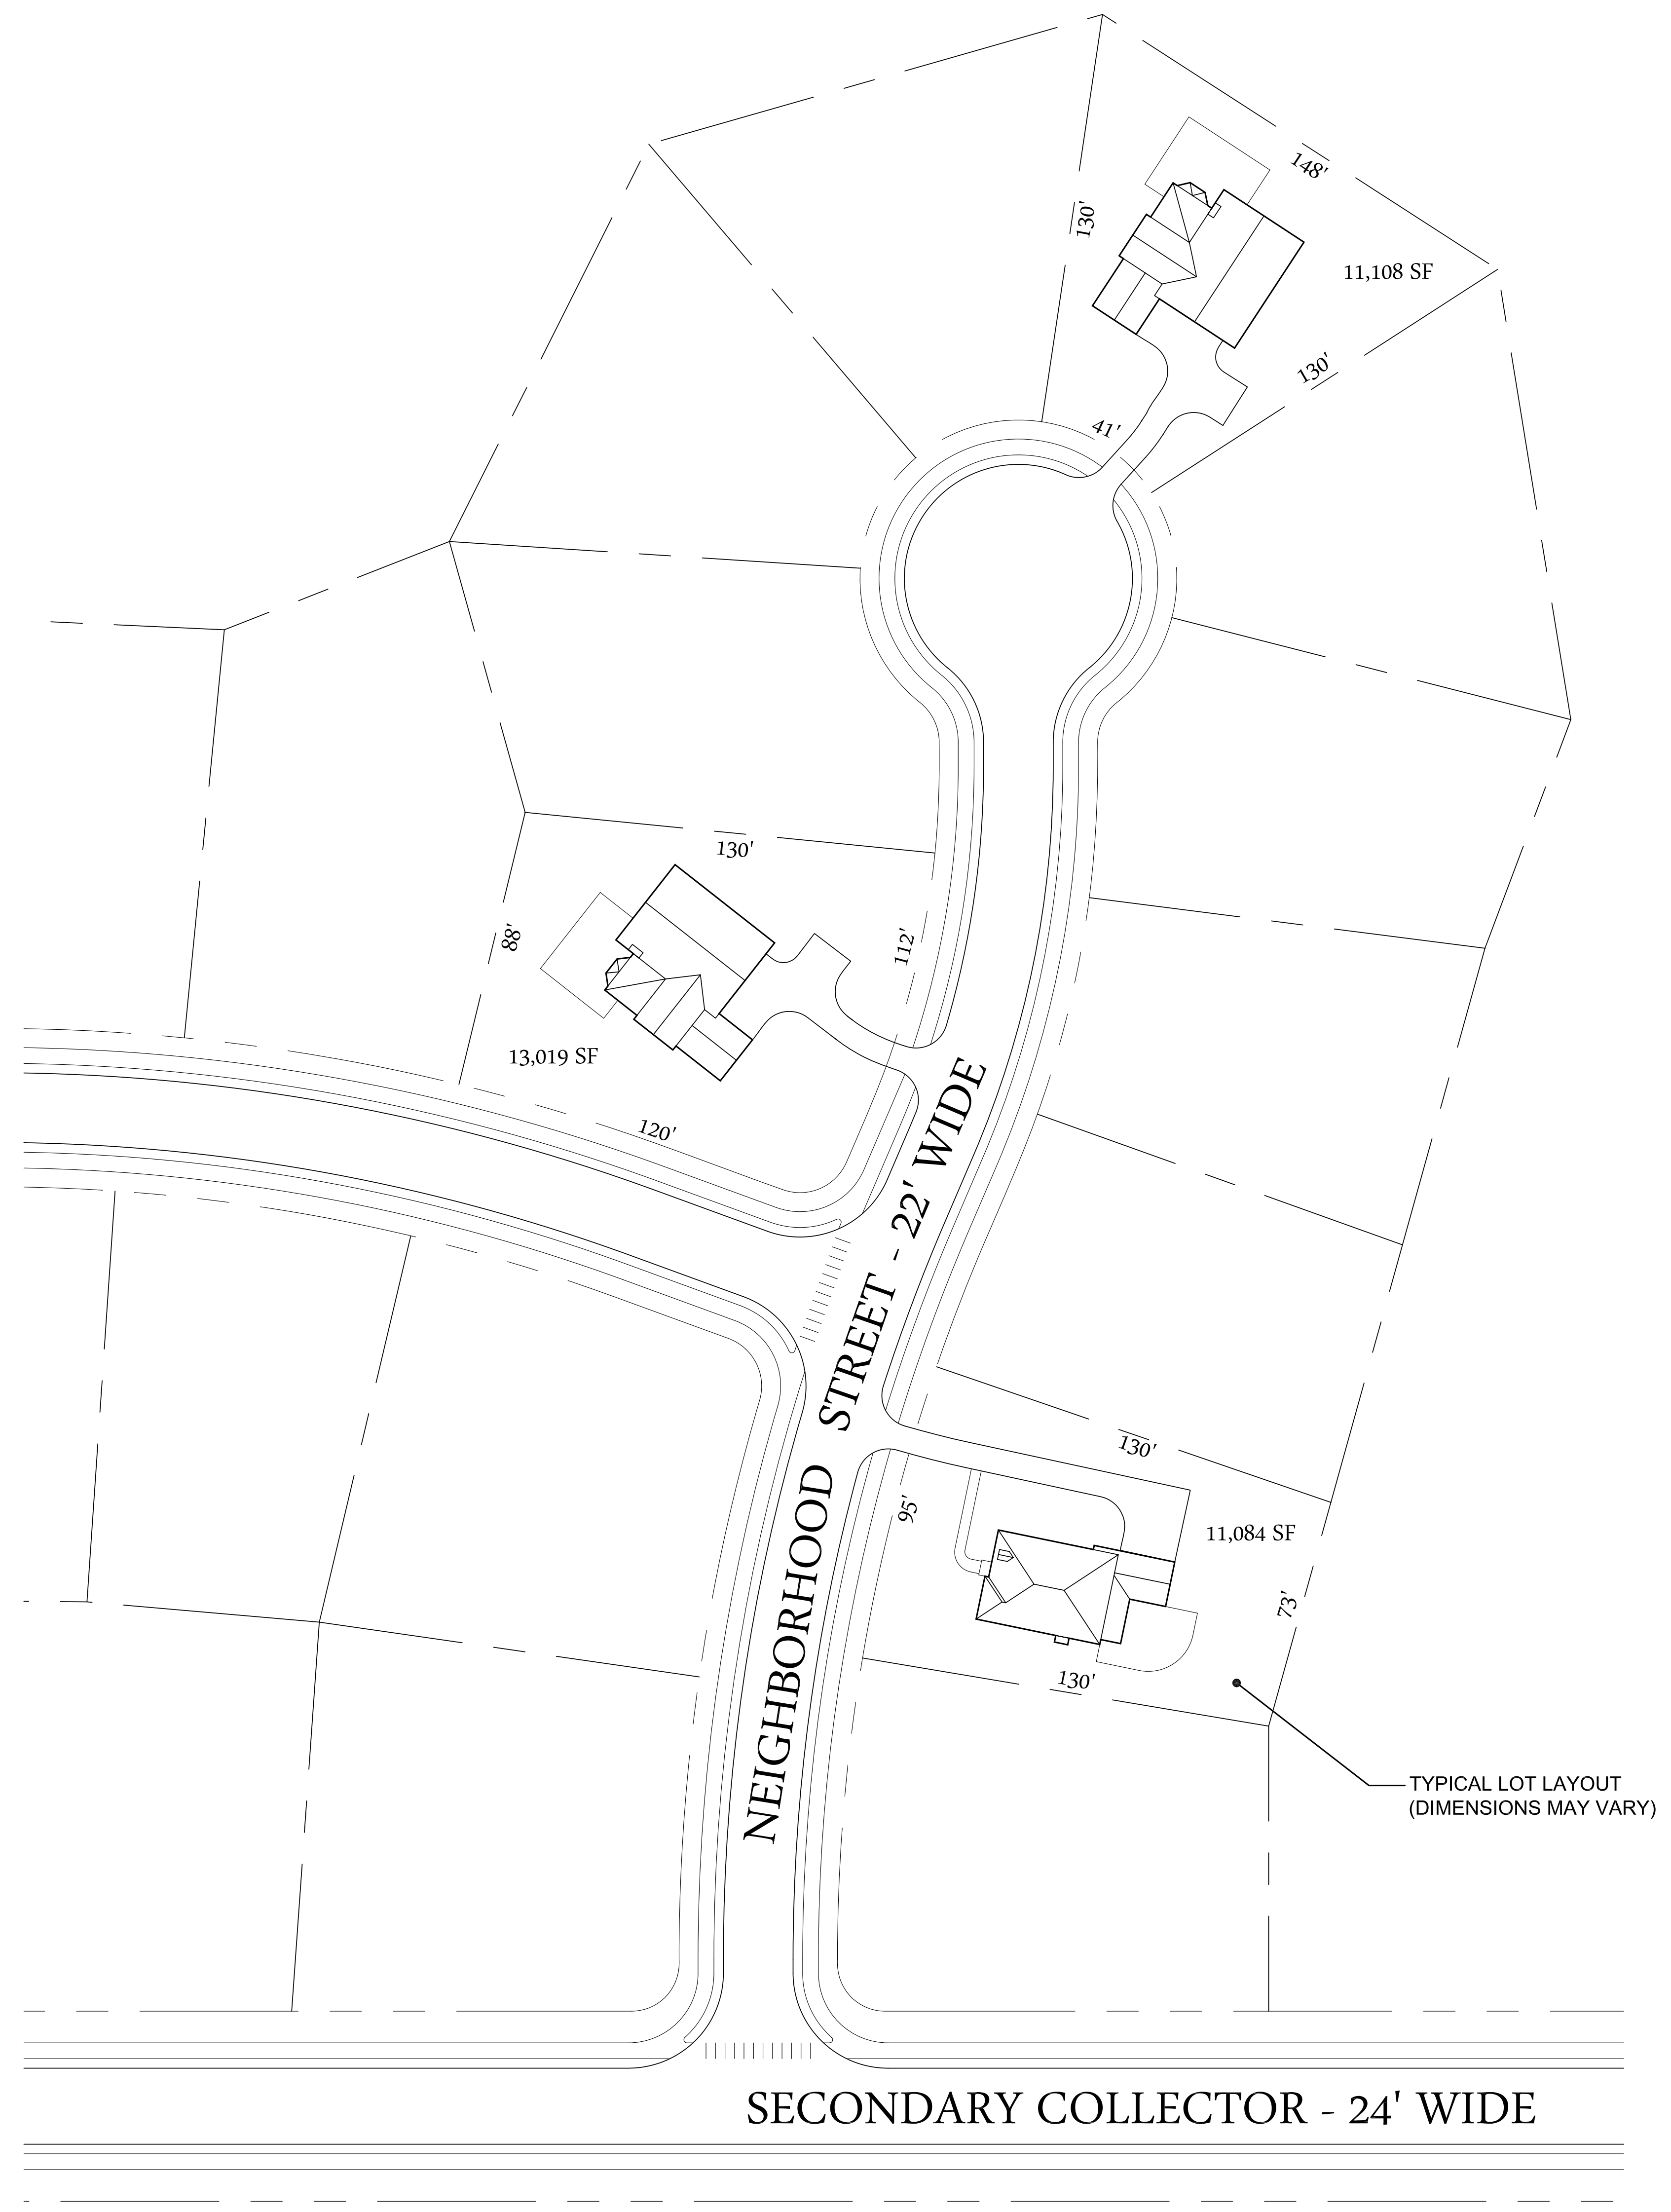 148'
130'
11,108 SF
130'
41'
130'
88'
112'
13,019 SF
120'
NEIGHBORHOOD STREET - 22' WIDE
130'
95'
11,084 SF
73'
130'
TYPICAL LOT LAYOUT
(DIMENSIONS MAY VARY)
SECONDARY COLLECTOR - 24' WIDE